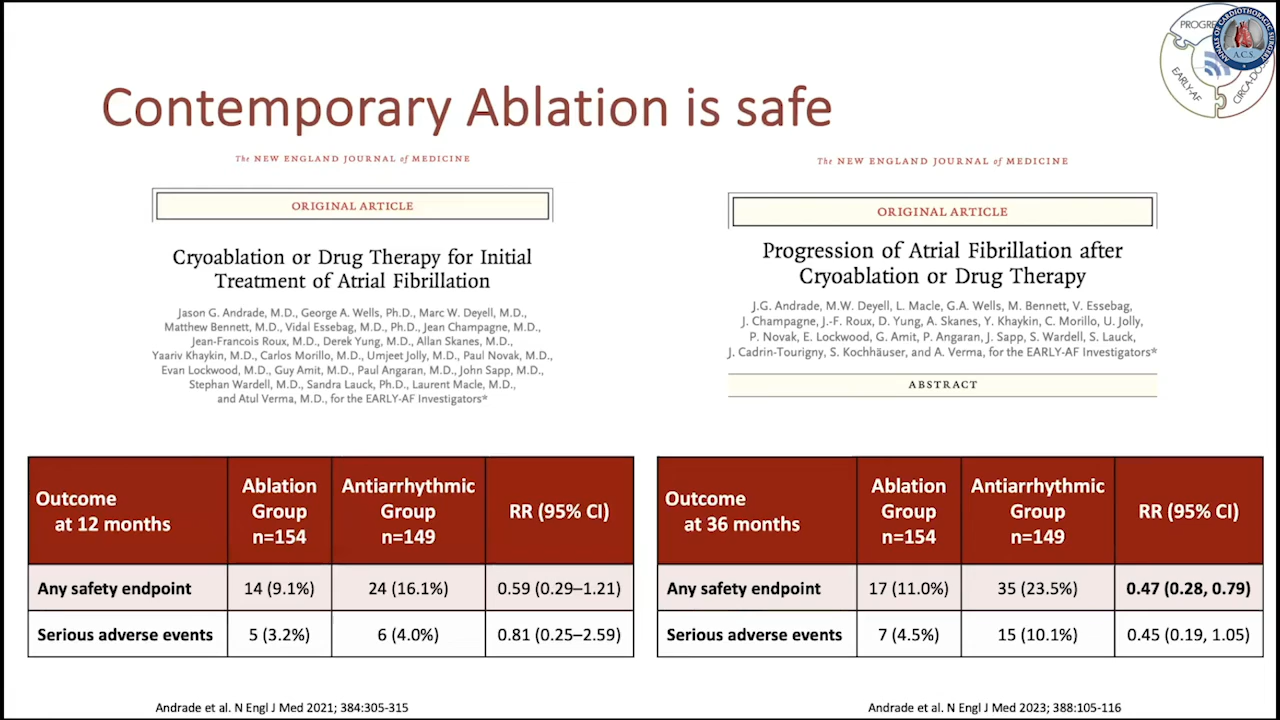 PROGRE
EARLY-AF
CIRCA-DOS
ANNALS OF CARDIOTHORACIC SURGERY
A.C.S
Contemporary Ablation is safe
The NEW ENGLAND JOURNAL of MEDICINE
ORIGINAL ARTICLE
Cryoablation or Drug Therapy for Initial
Treatment of Atrial Fibrillation
Jason G. Andrade, M.D., George A. Wells, Ph.D., Marc W. Deyell, M.D.,
Matthew Bennett, M.D., Vidal Essebag, M.D., Ph.D., Jean Champagne, M.D.,
Jean-Francois Roux, M.D., Derek Yung, M.D., Allan Skanes, M.D.,
Yaariv Khaykin, M.D., Carlos Morillo, M.D., Umjeet Jolly, M.D., Paul Novak, M.D.,
Evan Lockwood, M.D., Guy Amit, M.D., Paul Angaran, M.D., John Sapp, M.D.,
Stephan Wardell, M.D., Sandra Lauck, Ph.D., Laurent Macle, M.D.,
and Atul Verma, M.D., for the EARLY-AF Investigators*
The NEW ENGLAND JOURNAL of MEDICINE
ORIGINAL ARTICLE
Progression of Atrial Fibrillation after
Cryoablation or Drug Therapy
J.G. Andrade, M.W. Deyell, L. Macle, G.A. Wells, M. Bennett, V. Essebag,
J. Champagne, J.-F. Roux, D. Yung, A. Skanes, Y. Khaykin, C. Morillo, U. Jolly,
P. Novak, E. Lockwood, G. Amit, P. Angaran, J. Sapp, S. Wardell, S. Lauck,
J. Cadrin-Tourigny, S. Kochhäuser, and A. Verma, for the EARLY-AF Investigators*
ABSTRACT
Outcome at 12 months Ablation Group n=154 Antiarrhythmic Group n=149 RR (95% CI)
Any safety endpoint 14 (9.1%) 24 (16.1%) 0.59 (0.29–1.21)
Serious adverse events 5 (3.2%) 6 (4.0%) 0.81 (0.25–2.59)
Outcome at 36 months Ablation Group n=154 Antiarrhythmic Group n=149 RR (95% CI)
Any safety endpoint 17 (11.0%) 35 (23.5%) 0.47 (0.28, 0.79)
Serious adverse events 7 (4.5%) 15 (10.1%) 0.45 (0.19, 1.05)
Andrade et al. N Engl J Med 2021; 384:305-315
Andrade et al. N Engl J Med 2023; 388:105-116